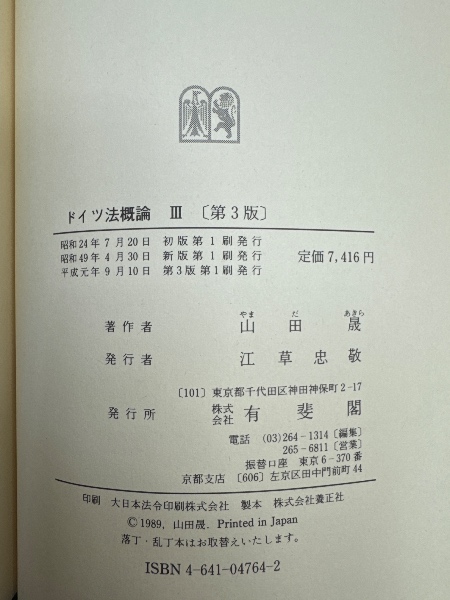 ドイツ法概論 Ⅲ 〔第3版〕
昭和24年7月20日 初版第1刷発行
昭和49年4月30日 新版第1刷発行
平成元年9月10日 第3版第1刷発行
定価7,416円
やま だ あきら
著作者 山田晟
発行者 江草忠敬
〔101〕東京都千代田区神田神保町2-17
発行所 株式会社 有斐閣
電話 (03)264-1314〔編集〕
265-6811〔営業〕
振替口座 東京6-370番
京都支店 〔606〕左京区田中門前町44
印刷 大日本法令印刷株式会社 製本 株式会社養正社
© 1989, 山田晟. Printed in Japan
落丁・乱丁本はお取替えいたします。
ISBN 4-641-04764-2